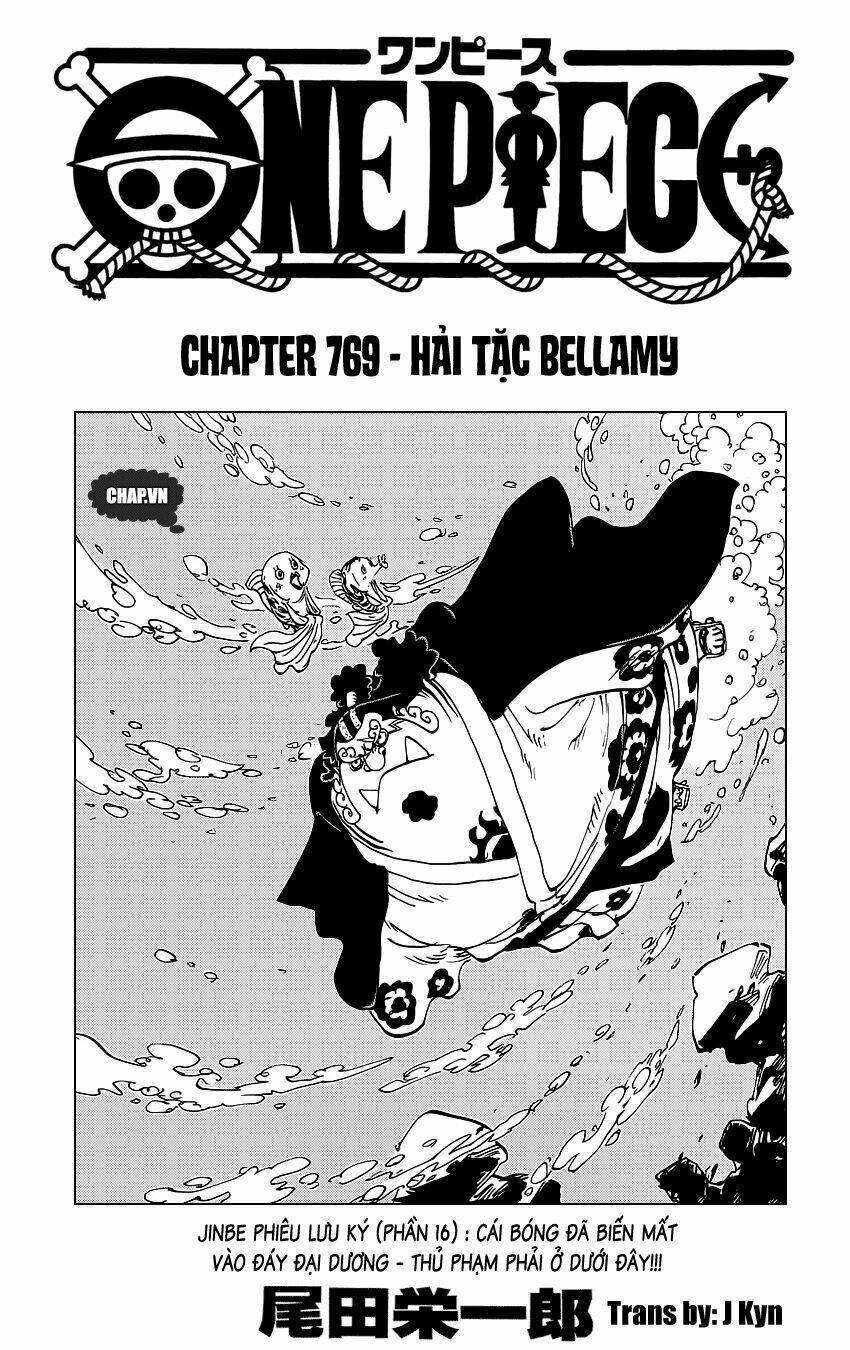 ワンピース
ONE PIECE
CHAPTER 769 - HẢI TẶC BELLAMY
CHAP.VN
JINBE PHIÊU LƯU KÝ (PHẦN 16) : CÁI BÓNG ĐÃ BIẾN MẤT
VÀO ĐÁY ĐẠI DƯƠNG - THỦ PHẠM PHẢI Ở DƯỚI ĐÂY!!!
尾田栄一郎 Trans by: J Kyn